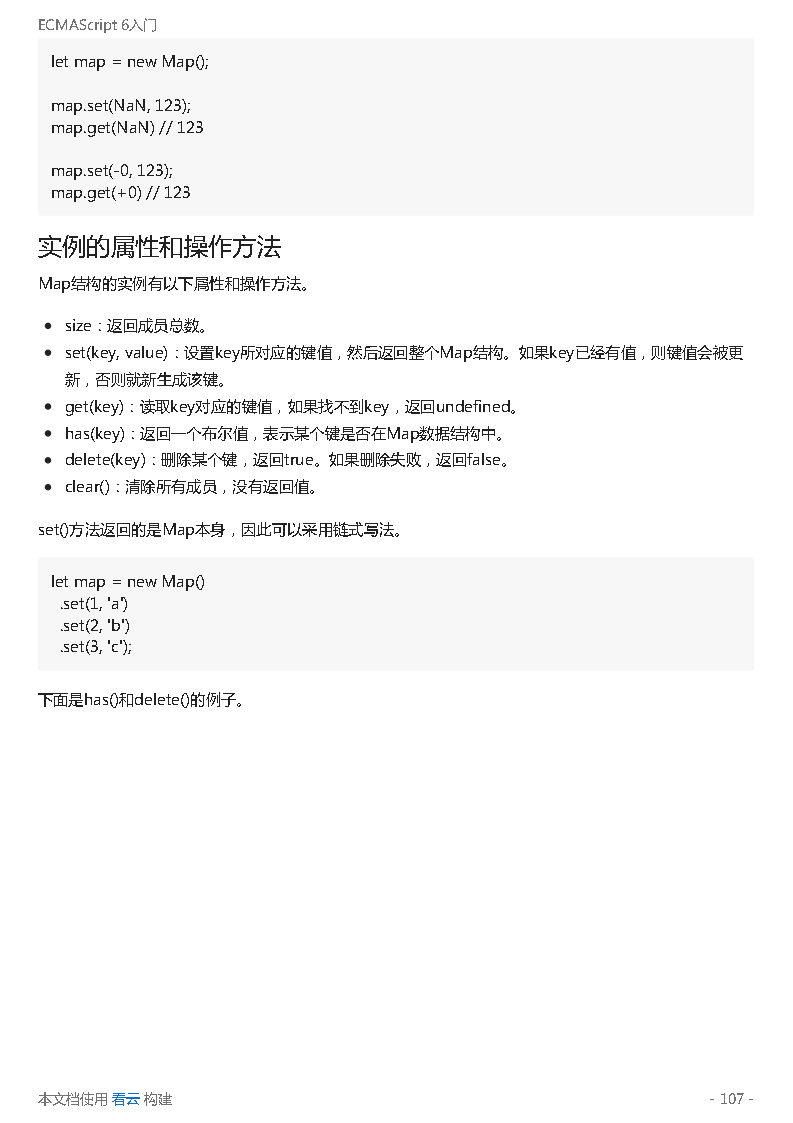 ECMAScript 6入门
let map = new Map();
map.set(NaN, 123);
map.get(NaN) // 123
map.set(-0, 123);
map.get(+0) // 123
实例的属性和操作方法
Map结构的实例有以下属性和操作方法。
● size：返回成员总数。
● set(key, value)：设置key所对应的键值，然后返回整个Map结构。如果key已经有值，则键值会被更
新，否则就新生成该键。
● get(key)：读取key对应的键值，如果找不到key，返回undefined。
● has(key)：返回一个布尔值，表示某个键是否在Map数据结构中。
● delete(key)：删除某个键，返回true。如果删除失败，返回false。
● clear()：清除所有成员，没有返回值。
set()方法返回的是Map本身，因此可以采用链式写法。
let map = new Map()
.set(1, 'a')
.set(2, 'b')
.set(3, 'c');
下面是has()和delete()的例子。
本文档使用 看云 构建
- 107 -